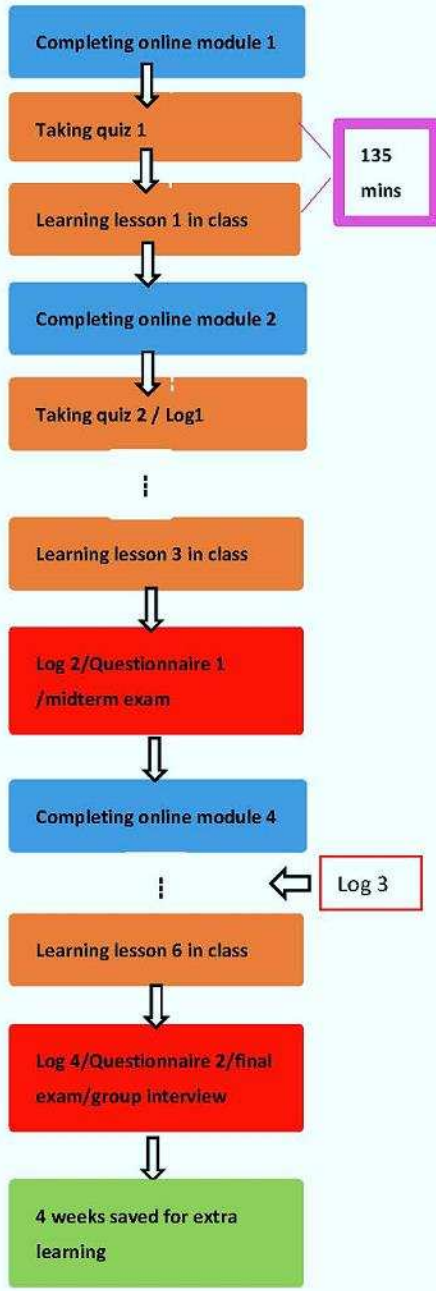 Completing online module 1
Taking quiz 1
135
mins
Learning lesson 1 in class
Completing online module 2
Taking quiz 2 / Log1
Learning lesson 3 in class
Log 2/Questionnaire 1
/midterm exam
Completing online module 4
Log 3
Learning lesson 6 in class
Log 4/Questionnaire 2/final
exam/group interview
4 weeks saved for extra
learning